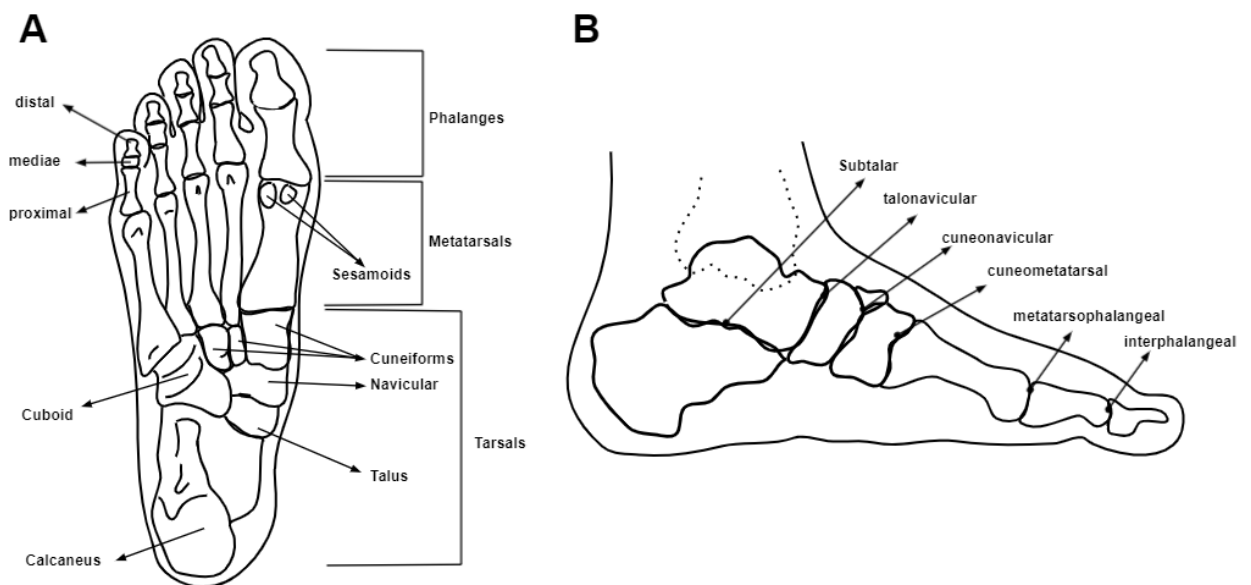 A
distal
mediae
proximal
Phalanges
Metatarsals
Sesamoids
Cuneiforms
Navicular
Cuboid
Tarsals
Talus
Calcaneus
B
Subtalar
talonavicular
cuneonavicular
cuneometatarsal
metatarsophalangeal
interphalangeal